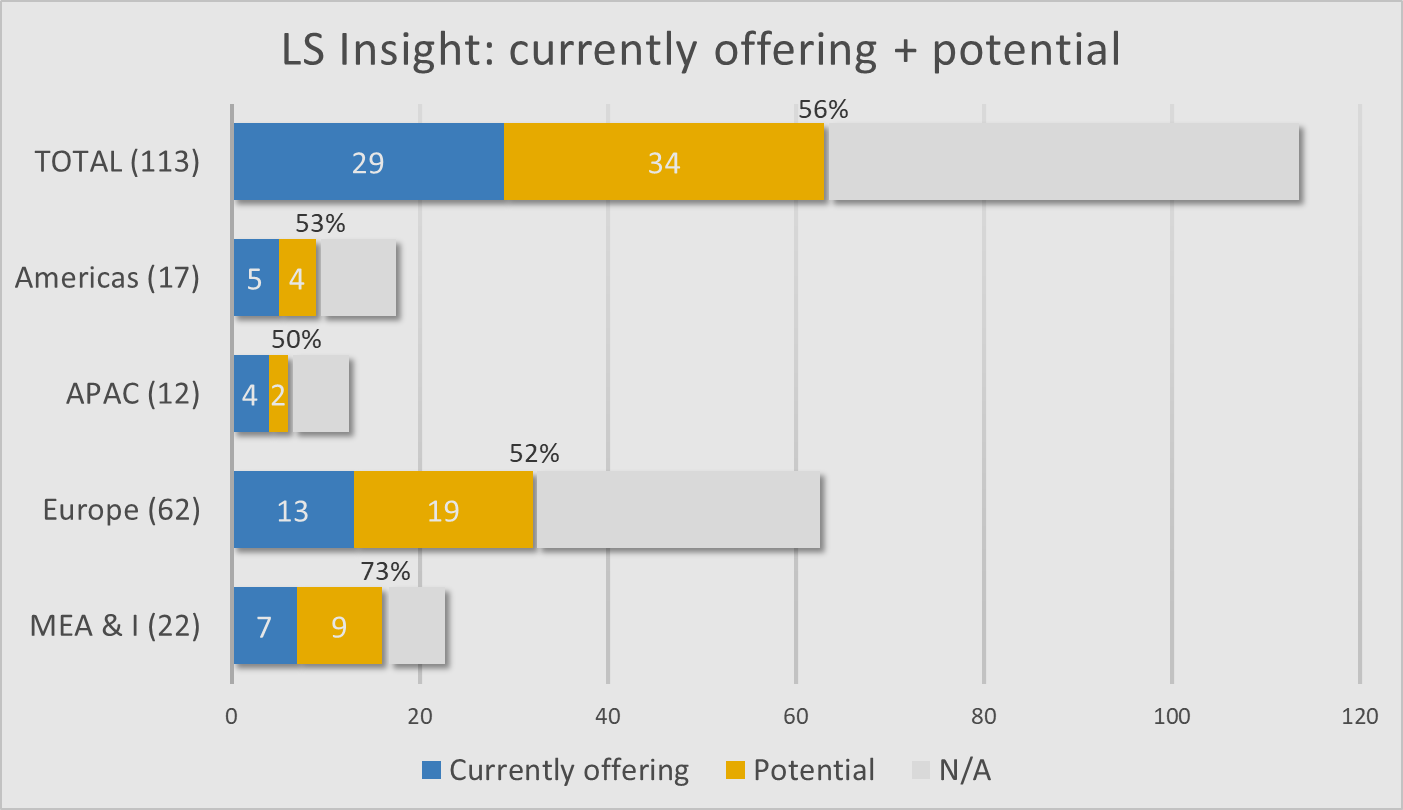 LS Insight: currently offering + potential
56%
TOTAL (113) 29 34
53%
Americas (17) 5 4
50%
APAC (12) 4 2
52%
Europe (62) 13 19
73%
MEA & I (22) 7 9
0 20 40 60 80 100 120
Currently offering Potential N/A